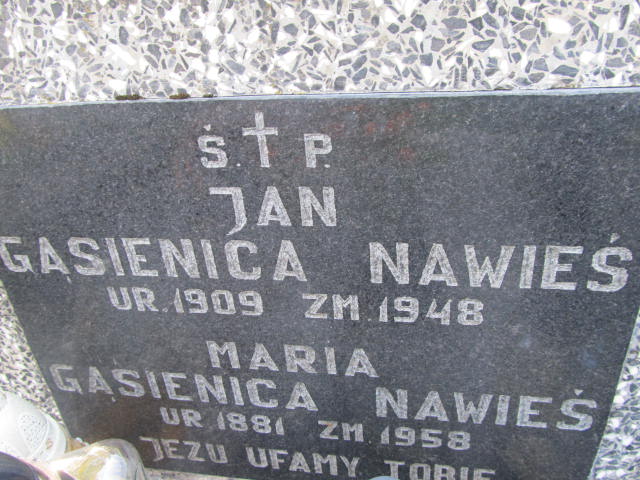 Ś. P.
JAN
GĄSIENICA NAWIEŚ
UR. 1909 ZM. 1948
MARIA
GĄSIENICA NAWIEŚ
UR. 1881 ZM. 1958
JEZU UFAMY TOBIE